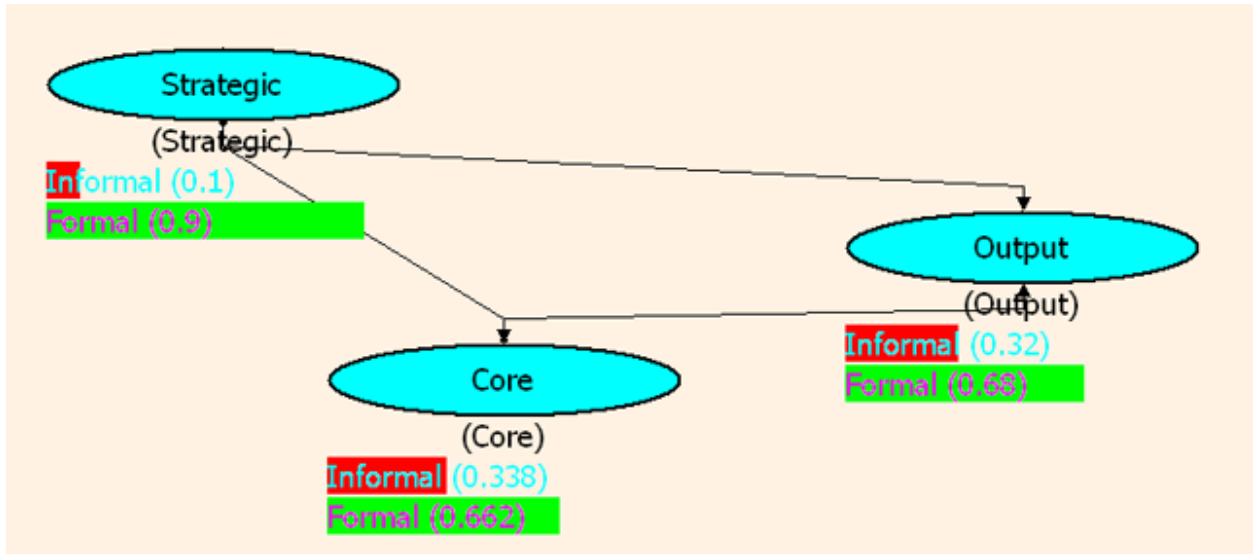 Strategic
(Strategic)
Informal (0.1)
Formal (0.9)
Output
(Output)
Informal (0.32)
Formal (0.68)
Core
(Core)
Informal (0.338)
Formal (0.662)